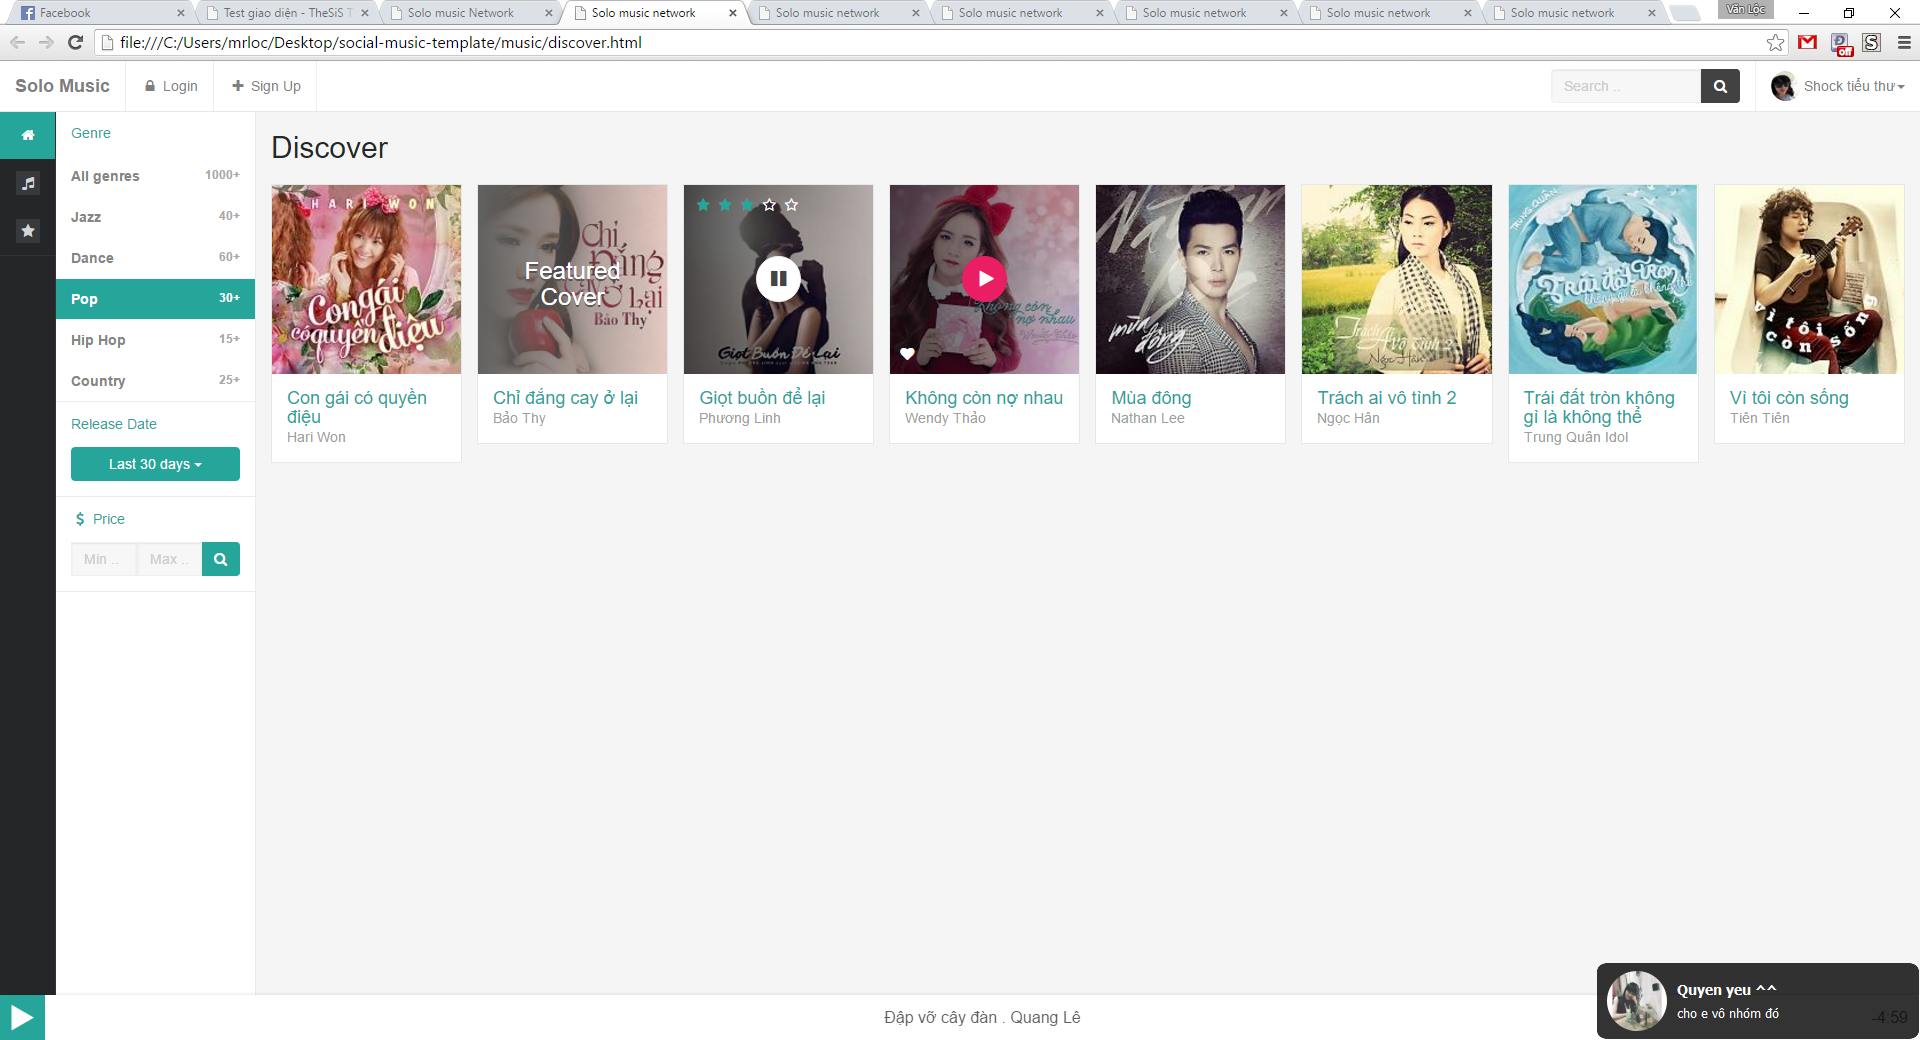 Facebook
Test giao diện - TheSiS T
Solo music Network
Solo music network
Solo music network
Solo music network
Solo music network
Solo music network
Solo music network
Văn Lộc
file:///C:/Users/mrloc/Desktop/social-music-template/music/discover.html
off
Solo Music
Login
Sign Up
Search ..
Shock tiểu thư
Genre
All genres 1000+
Jazz 40+
Dance 60+
Pop 30+
Hip Hop 15+
Country 25+
Release Date
Last 30 days
$ Price
Min ..
Max ..
Discover
HARI WON
Con gái
có quyền điệu
Con gái có quyền
điệu
Hari Won
Chỉ
Đắng
Cay Ở Lại
Bảo Thy
Featured
Cover
Chỉ đắng cay ở lại
Bảo Thy
Giọt Buồn Để Lại
Giọt buồn để lại
Phương Linh
Không còn
nợ nhau
Không còn nợ nhau
Wendy Thảo
mùa
đông
Mùa đông
Nathan Lee
Trách Ai
Vô Tình 2
Ngọc Hân
Trách ai vô tình 2
Ngọc Hân
TRUNG QUÂN
Trái đất tròn
không gì là không thể
Trái đất tròn không
gì là không thể
Trung Quân Idol
vì tôi
còn sống
Vì tôi còn sống
Tiên Tiên
Đập vỡ cây đàn . Quang Lê
Quyen yeu ^^
cho e vô nhóm đó
-4:59